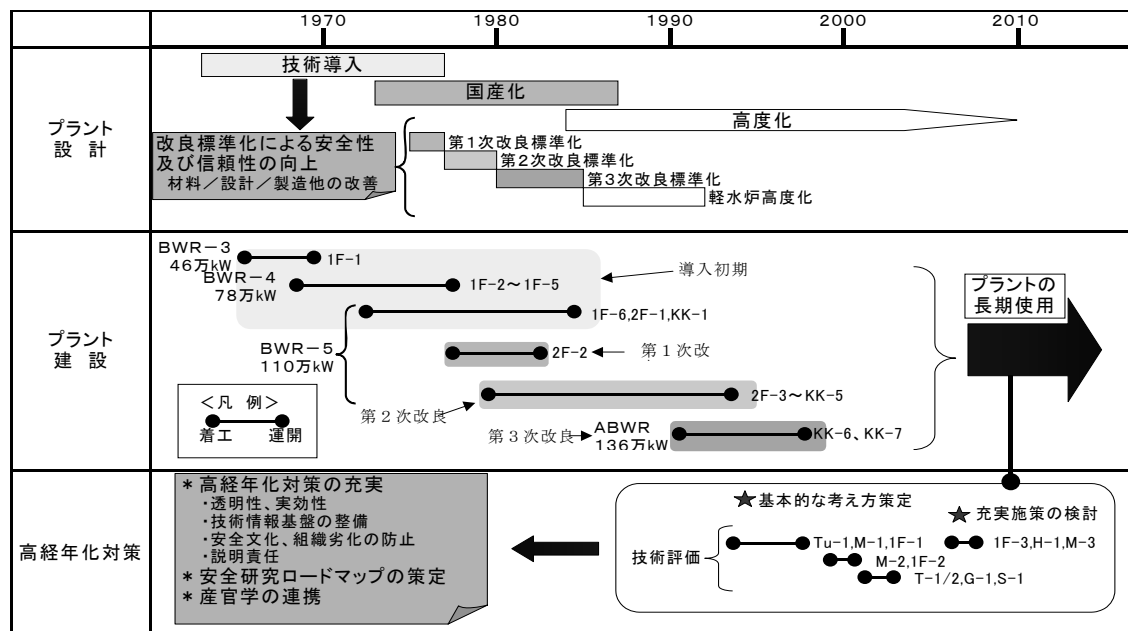 1970
1980
1990
2000
2010
プラント
設 計
技術導入
国産化
高度化
改良標準化による安全性
及び信頼性の向上
材料／設計／製造他の改善
第1次改良標準化
第2次改良標準化
第3次改良標準化
軽水炉高度化
プラント
建 設
BWR－3
46万kW
1F-1
BWR－4
78万kW
1F-2～1F-5
導入初期
1F-6,2F-1,KK-1
BWR－5
110万kW
2F-2
第１次改
2F-3～KK-5
第２次改良
第３次改良
ABWR
136万kW
KK-6、KK-7
＜凡 例＞
着工 運開
プラントの
長期使用
高経年化対策
＊高経年化対策の充実
・透明性、実効性
・技術情報基盤の整備
・安全文化、組織劣化の防止
・説明責任
＊安全研究ロードマップの策定
＊産官学の連携
★基本的な考え方策定
★ 充実施策の検討
技術評価
Tu-1,M-1,1F-1
1F-3,H-1,M-3
M-2,1F-2
T-1/2,G-1,S-1